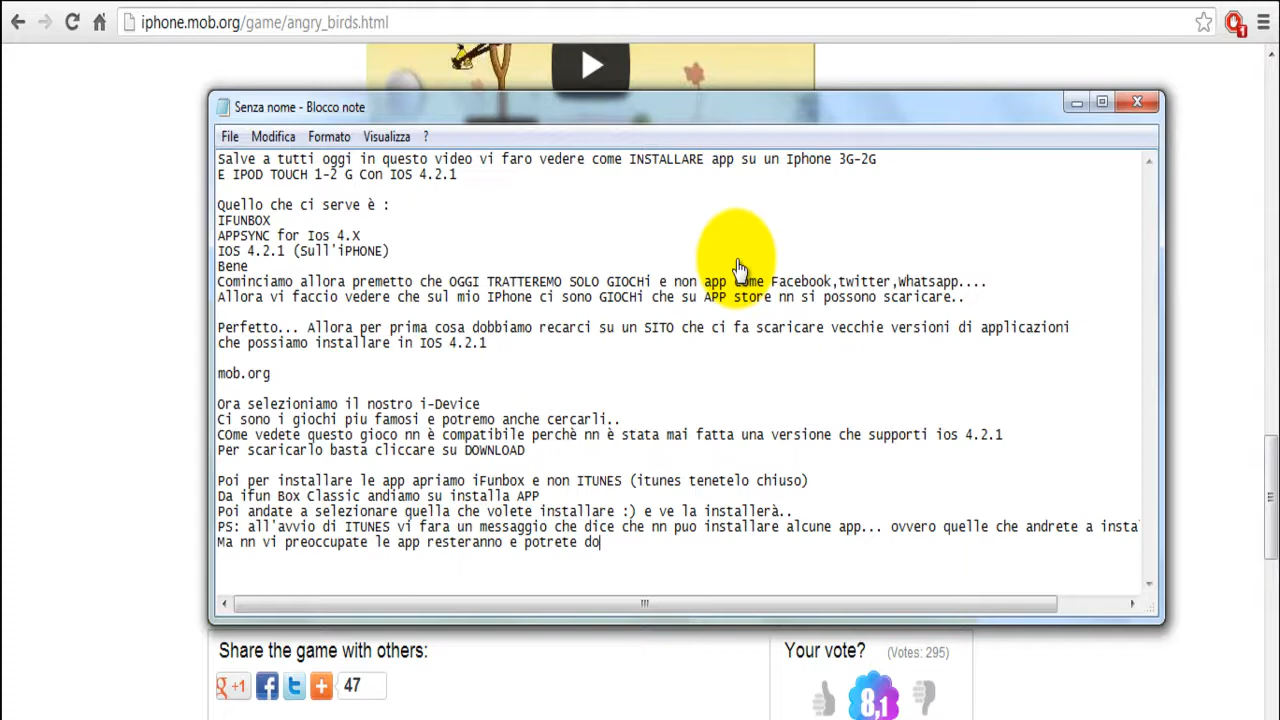 iphone.mob.org/game/angry_birds.html
1
Senza nome - Blocco note
File Modifica Formato Visualizza ?
Salve a tutti oggi in questo video vi faro vedere come INSTALLARE app su un Iphone 3G-2G
E IPOD TOUCH 1-2 G Con IOS 4.2.1
Quello che ci serve è :
IFUNBOX
APPSYNC for Ios 4.X
IOS 4.2.1 (Sull'iPHONE)
Bene
Cominciamo allora premetto che OGGI TRATTEREMO SOLO GIOCHi e non app come Facebook,twitter,Whatsapp....
Allora vi faccio vedere che sul mio IPhone ci sono GIOCHi che su APP store nn si possono scaricare..
Perfetto... Allora per prima cosa dobbiamo recarci su un SITO che ci fa scaricare vecchie versioni di applicazioni
che possiamo installare in IOS 4.2.1
mob.org
Ora selezioniamo il nostro i-Device
Ci sono i giochi piu famosi e potremo anche cercarli..
COme vedete questo gioco nn è compatibile perchè nn è stata mai fatta una versione che supporti ios 4.2.1
Per scaricarlo basta cliccare su DOWNLOAD
Poi per installare le app apriamo iFunbox e non ITUNES (itunes tenetelo chiuso)
Da ifun Box Classic andiamo su installa APP
Poi andate a selezionare quella che volete installare :) e ve la installerà..
PS: all'avvio di ITUNES vi fara un messaggio che dice che nn puo installare alcune app... ovvero quelle che andrete a instal
Ma nn vi preoccupate le app resteranno e potrete do
Share the game with others:
g +1 47
Your vote? (Votes: 295)
8,1